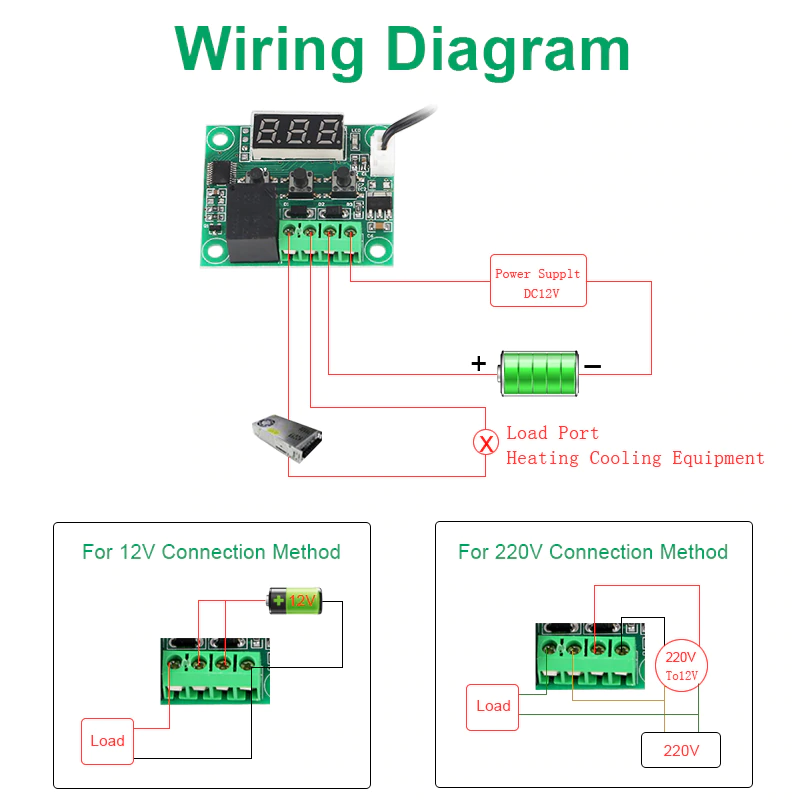 Wiring Diagram
Power Supplt
DC12V
+
−
X
Load Port
Heating Cooling Equipment
For 12V Connection Method
+ 12V
Load
For 220V Connection Method
220V
To12V
Load
220V